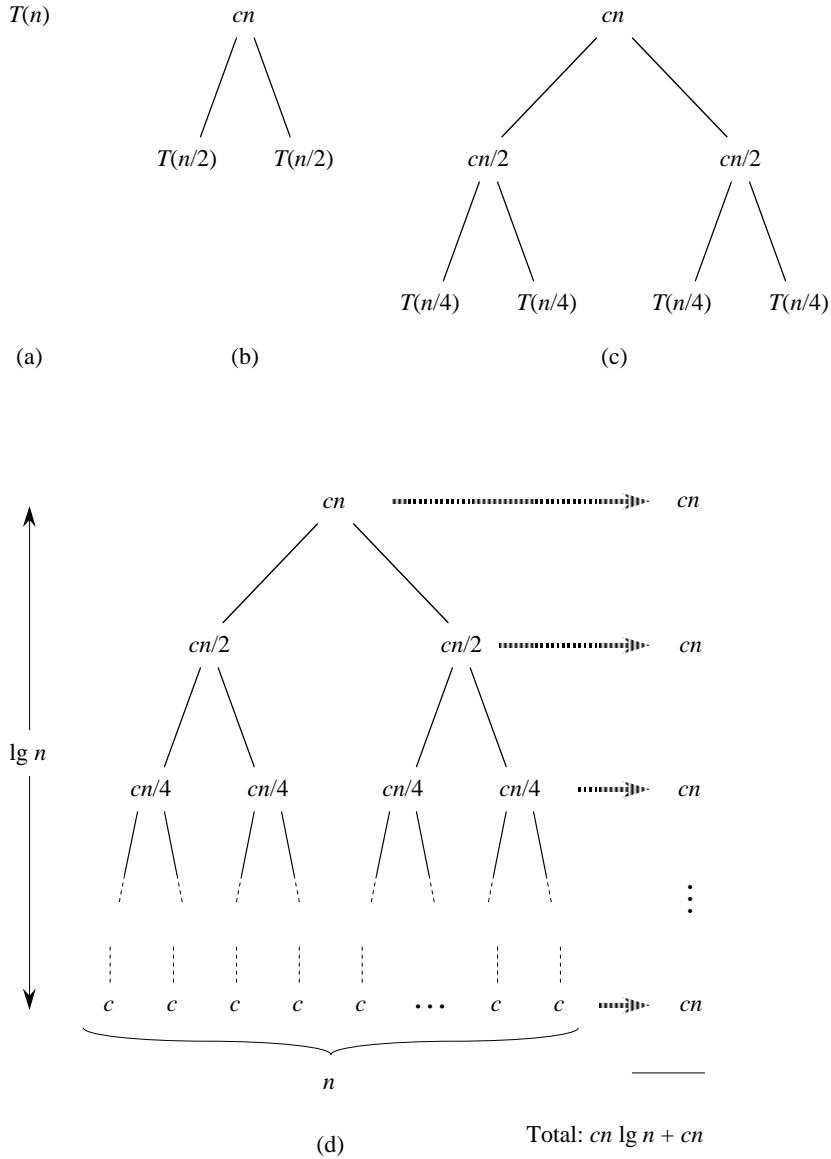 T(n) cn cn
T(n/2) T(n/2) cn/2 cn/2
T(n/4) T(n/4) T(n/4) T(n/4)
(a) (b) (c)
cn cn
cn/2 cn/2 cn
lg n
cn/4 cn/4 cn/4 cn/4 cn
c c c c c … c c cn
n
(d) Total: cn lg n + cn